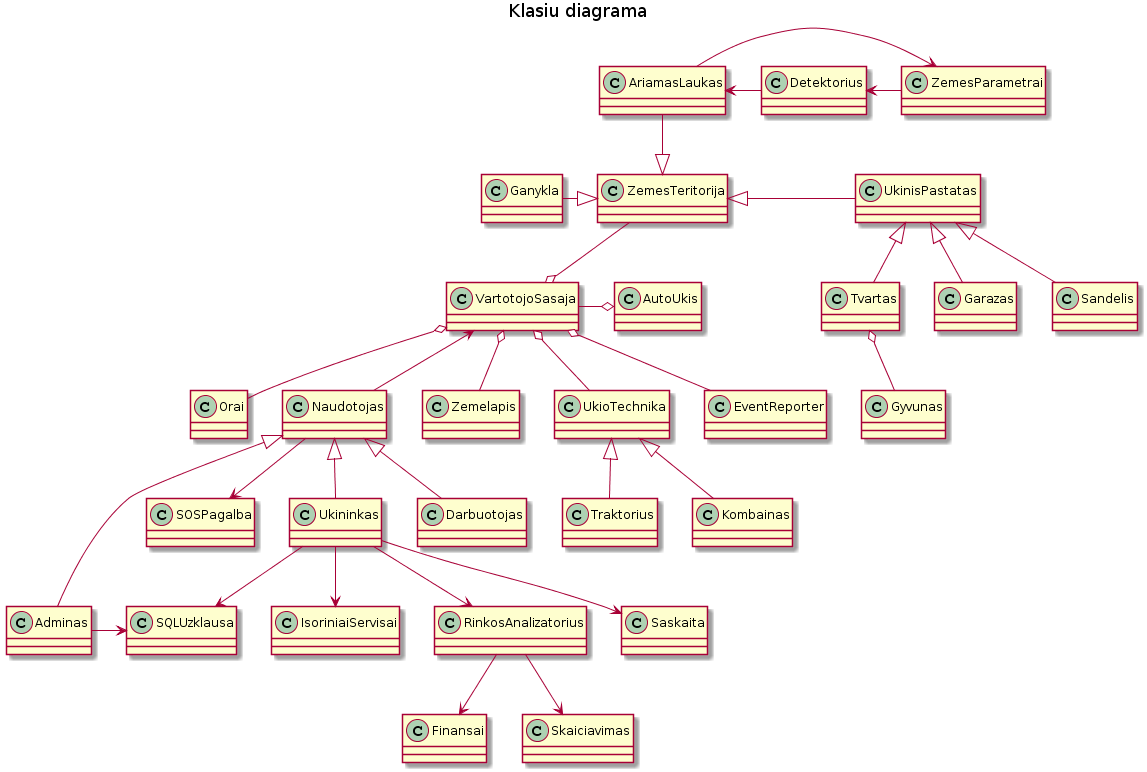 Klasiu diagrama
C AriamasLaukas
C Detektorius
C ZemesParametrai
C Ganykla
C ZemesTeritorija
C UkinisPastatas
C VartotojoSasaja
C AutoUkis
C Tvartas
C Garazas
C Sandelis
C Orai
C Naudotojas
C Zemelapis
C UkioTechnika
C EventReporter
C Gyvunas
C SOSPagalba
C Ukininkas
C Darbuotojas
C Traktorius
C Kombainas
C Adminas
C SQLUzklausa
C IsoriniaiServisai
C RinkosAnalizatorius
C Saskaita
C Finansai
C Skaiciavimas